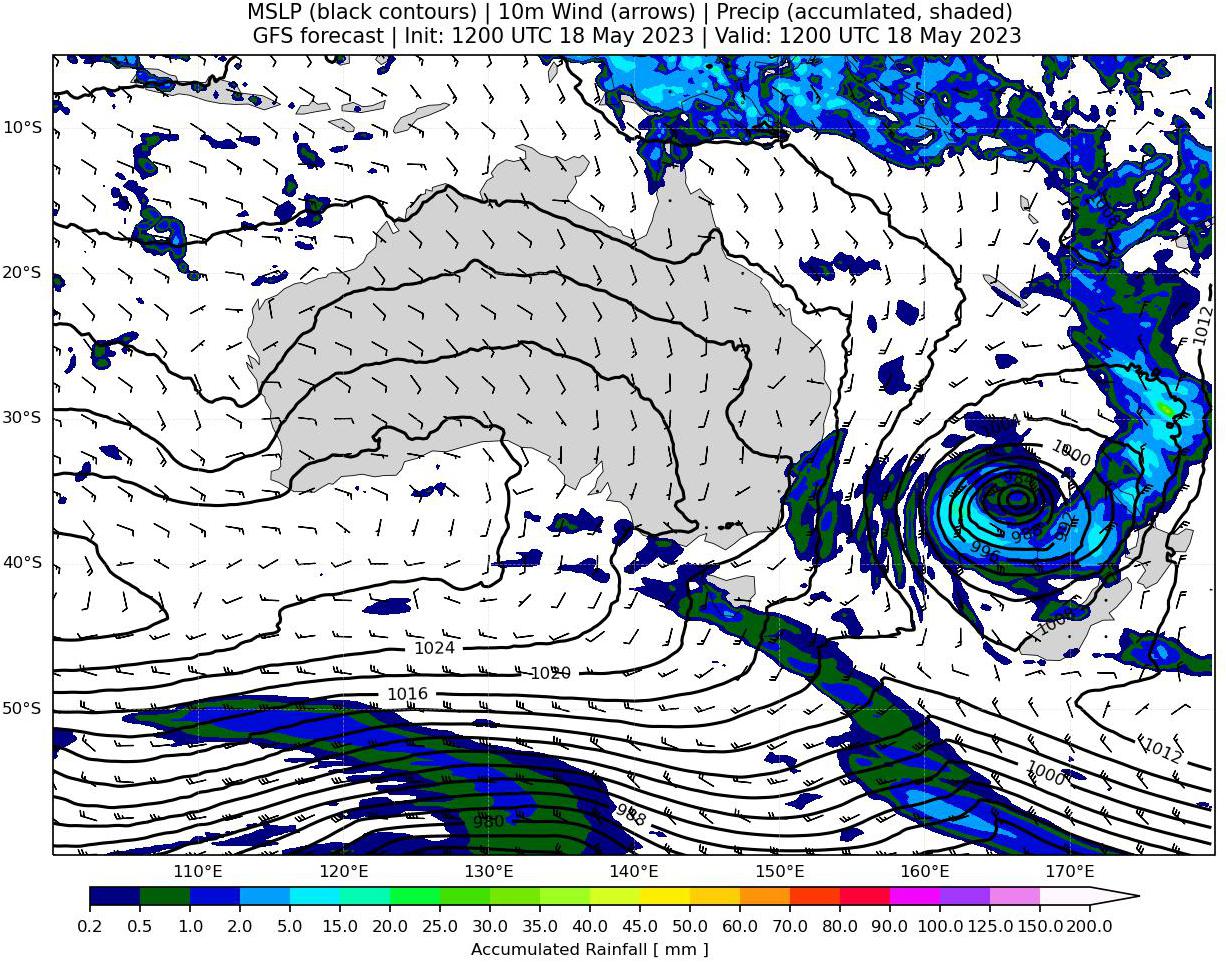 MSLP (black contours) | 10m Wind (arrows) | Precip (accumlated, shaded)
GFS forecast | Init: 1200 UTC 18 May 2023 | Valid: 1200 UTC 18 May 2023
10°S
20°S
1012
30°S
1004
1000
988
996
40°S
1008
1024
1020
1016
50°S
1012
1000
988
980
110°E 120°E 130°E 140°E 150°E 160°E 170°E
0.2 0.5 1.0 2.0 5.0 10.0 15.0 20.0 25.0 30.0 35.0 40.0 45.0 50.0 60.0 70.0 80.0 90.0 100.0 125.0 150.0 200.0
Accumulated Rainfall [ mm ]